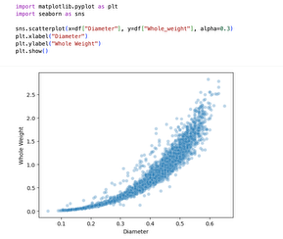 import matplotlib.pyplot as plt
import seaborn as sns
sns.scatterplot(x=df["Diameter"], y=df["Whole_weight"], alpha=0.3)
plt.xlabel("Diameter")
plt.ylabel("Whole Weight")
plt.show()
2.5
2.0
1.5
1.0
0.5
0.0
Whole Weight
0.1 0.2 0.3 0.4 0.5 0.6
Diameter